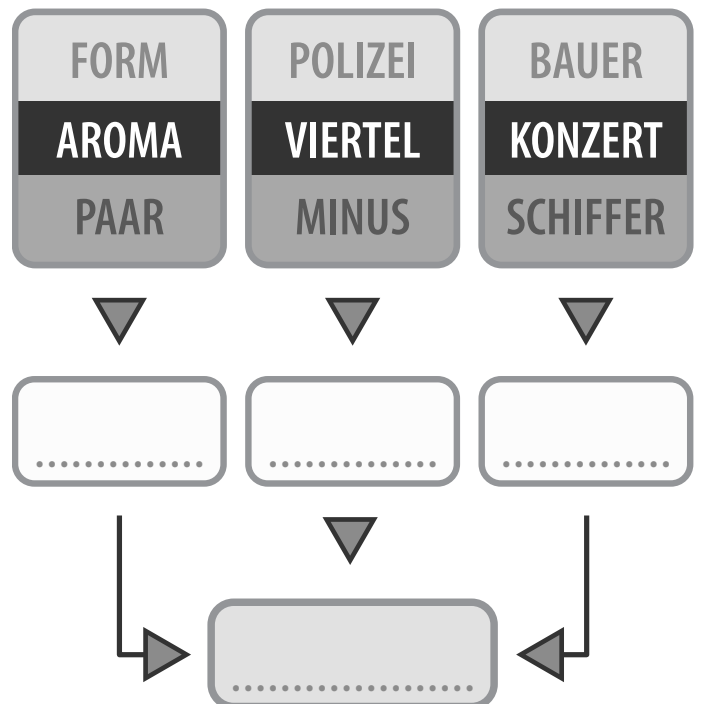 FORM
AROMA
PAAR
POLIZEI
VIERTEL
MINUS
BAUER
KONZERT
SCHIFFER